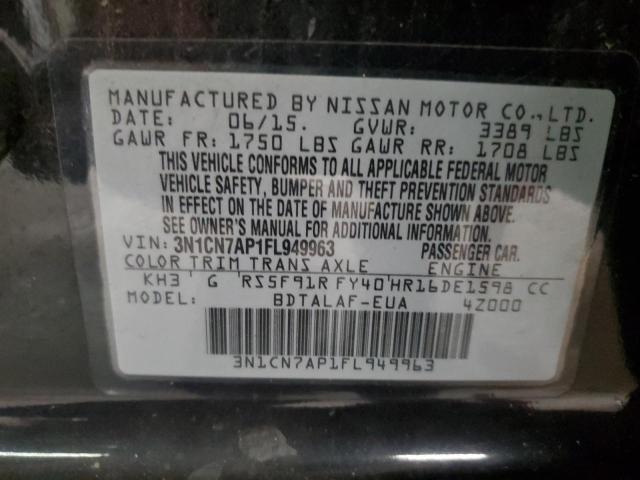 MANUFACTURED BY NISSAN MOTOR CO.,LTD.
DATE: 06/15. GVWR: 3389 LBS
GAWR FR: 1750 LBS GAWR RR: 1708 LBS
THIS VEHICLE CONFORMS TO ALL APPLICABLE FEDERAL MOTOR
VEHICLE SAFETY, BUMPER AND THEFT PREVENTION STANDARDS
IN EFFECT ON THE DATE OF MANUFACTURE SHOWN ABOVE.
SEE OWNER'S MANUAL FOR ADDITIONAL INFORMATION.
VIN: 3N1CN7AP1FL949963 PASSENGER CAR.
COLOR TRIM TRANS AXLE ENGINE
KH3 G RS5F91R FY40 HR16DE1598 CC
MODEL: BDTALAF-EUA 4Z000
3N1CN7AP1FL949963